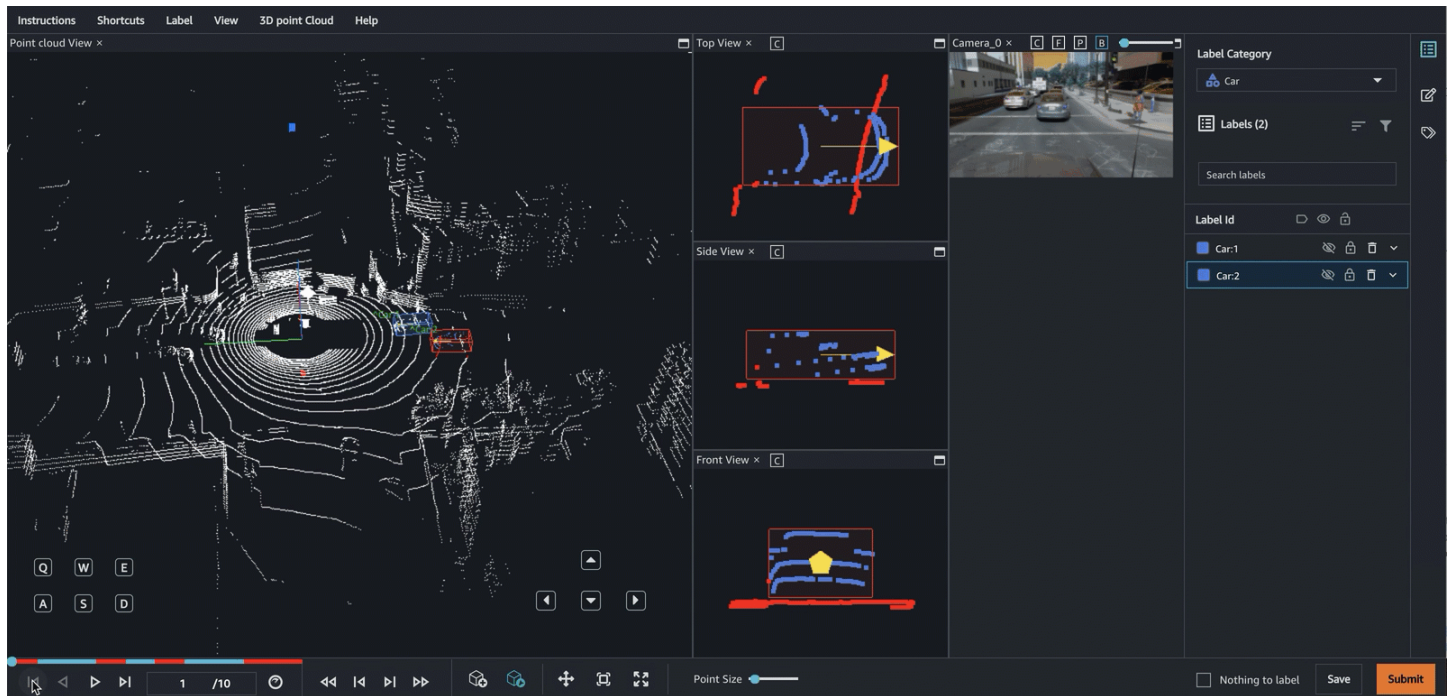 Instructions Shortcuts Label View 3D point Cloud Help
Point cloud View ×
Top View × C
Camera_0 × C F P B
Label Category
Car
Labels (2)
Search labels
Label Id
Car:1
Car:2
Side View × C
Front View × C
Q W E
A S D
1 /10
Point Size
Nothing to label
Save
Submit